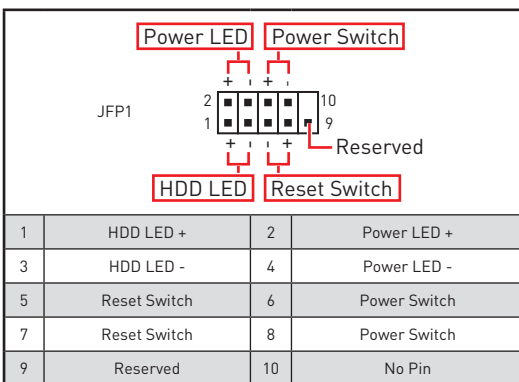 Power LED Power Switch
+ - + -
JFP1
2 10
1 9
+ - - +
Reserved
HDD LED Reset Switch
1 HDD LED + 2 Power LED +
3 HDD LED - 4 Power LED -
5 Reset Switch 6 Power Switch
7 Reset Switch 8 Power Switch
9 Reserved 10 No Pin